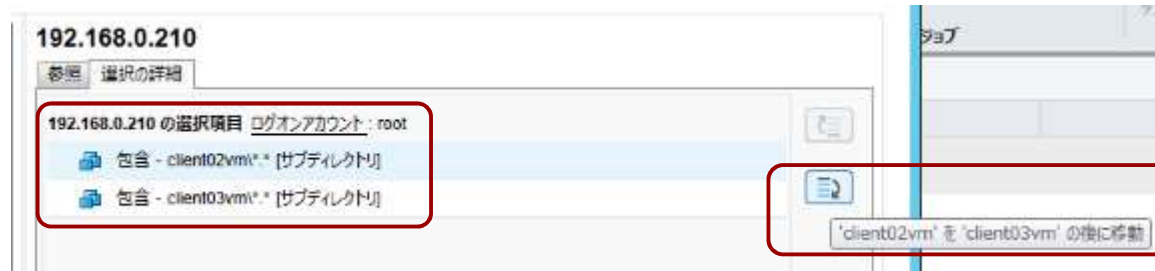 192.168.0.210
参照 選択の詳細
192.168.0.210 の選択項目 ログオンアカウント : root
包含 - client02vm\*.* [サブディレクトリ]
包含 - client03vm\*.* [サブディレクトリ]
ジョブ
'client02vm' を 'client03vm' の後に移動